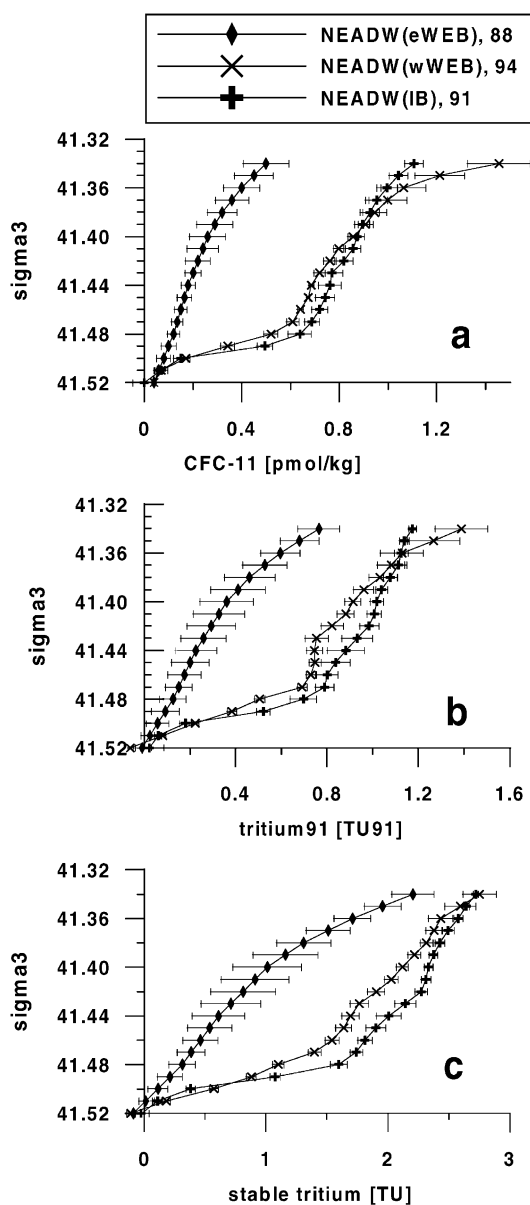 NEADW(eWEB), 88
NEADW(wWEB), 94
NEADW(IB), 91
41.32
41.36
41.40
41.44
41.48
41.52
sigma3
a
0 0.4 0.8 1.2
CFC-11 [pmol/kg]
41.32
41.36
41.40
41.44
41.48
41.52
sigma3
b
0.4 0.8 1.2 1.6
tritium91 [TU91]
41.32
41.36
41.40
41.44
41.48
41.52
sigma3
c
0 1 2 3
stable tritium [TU]